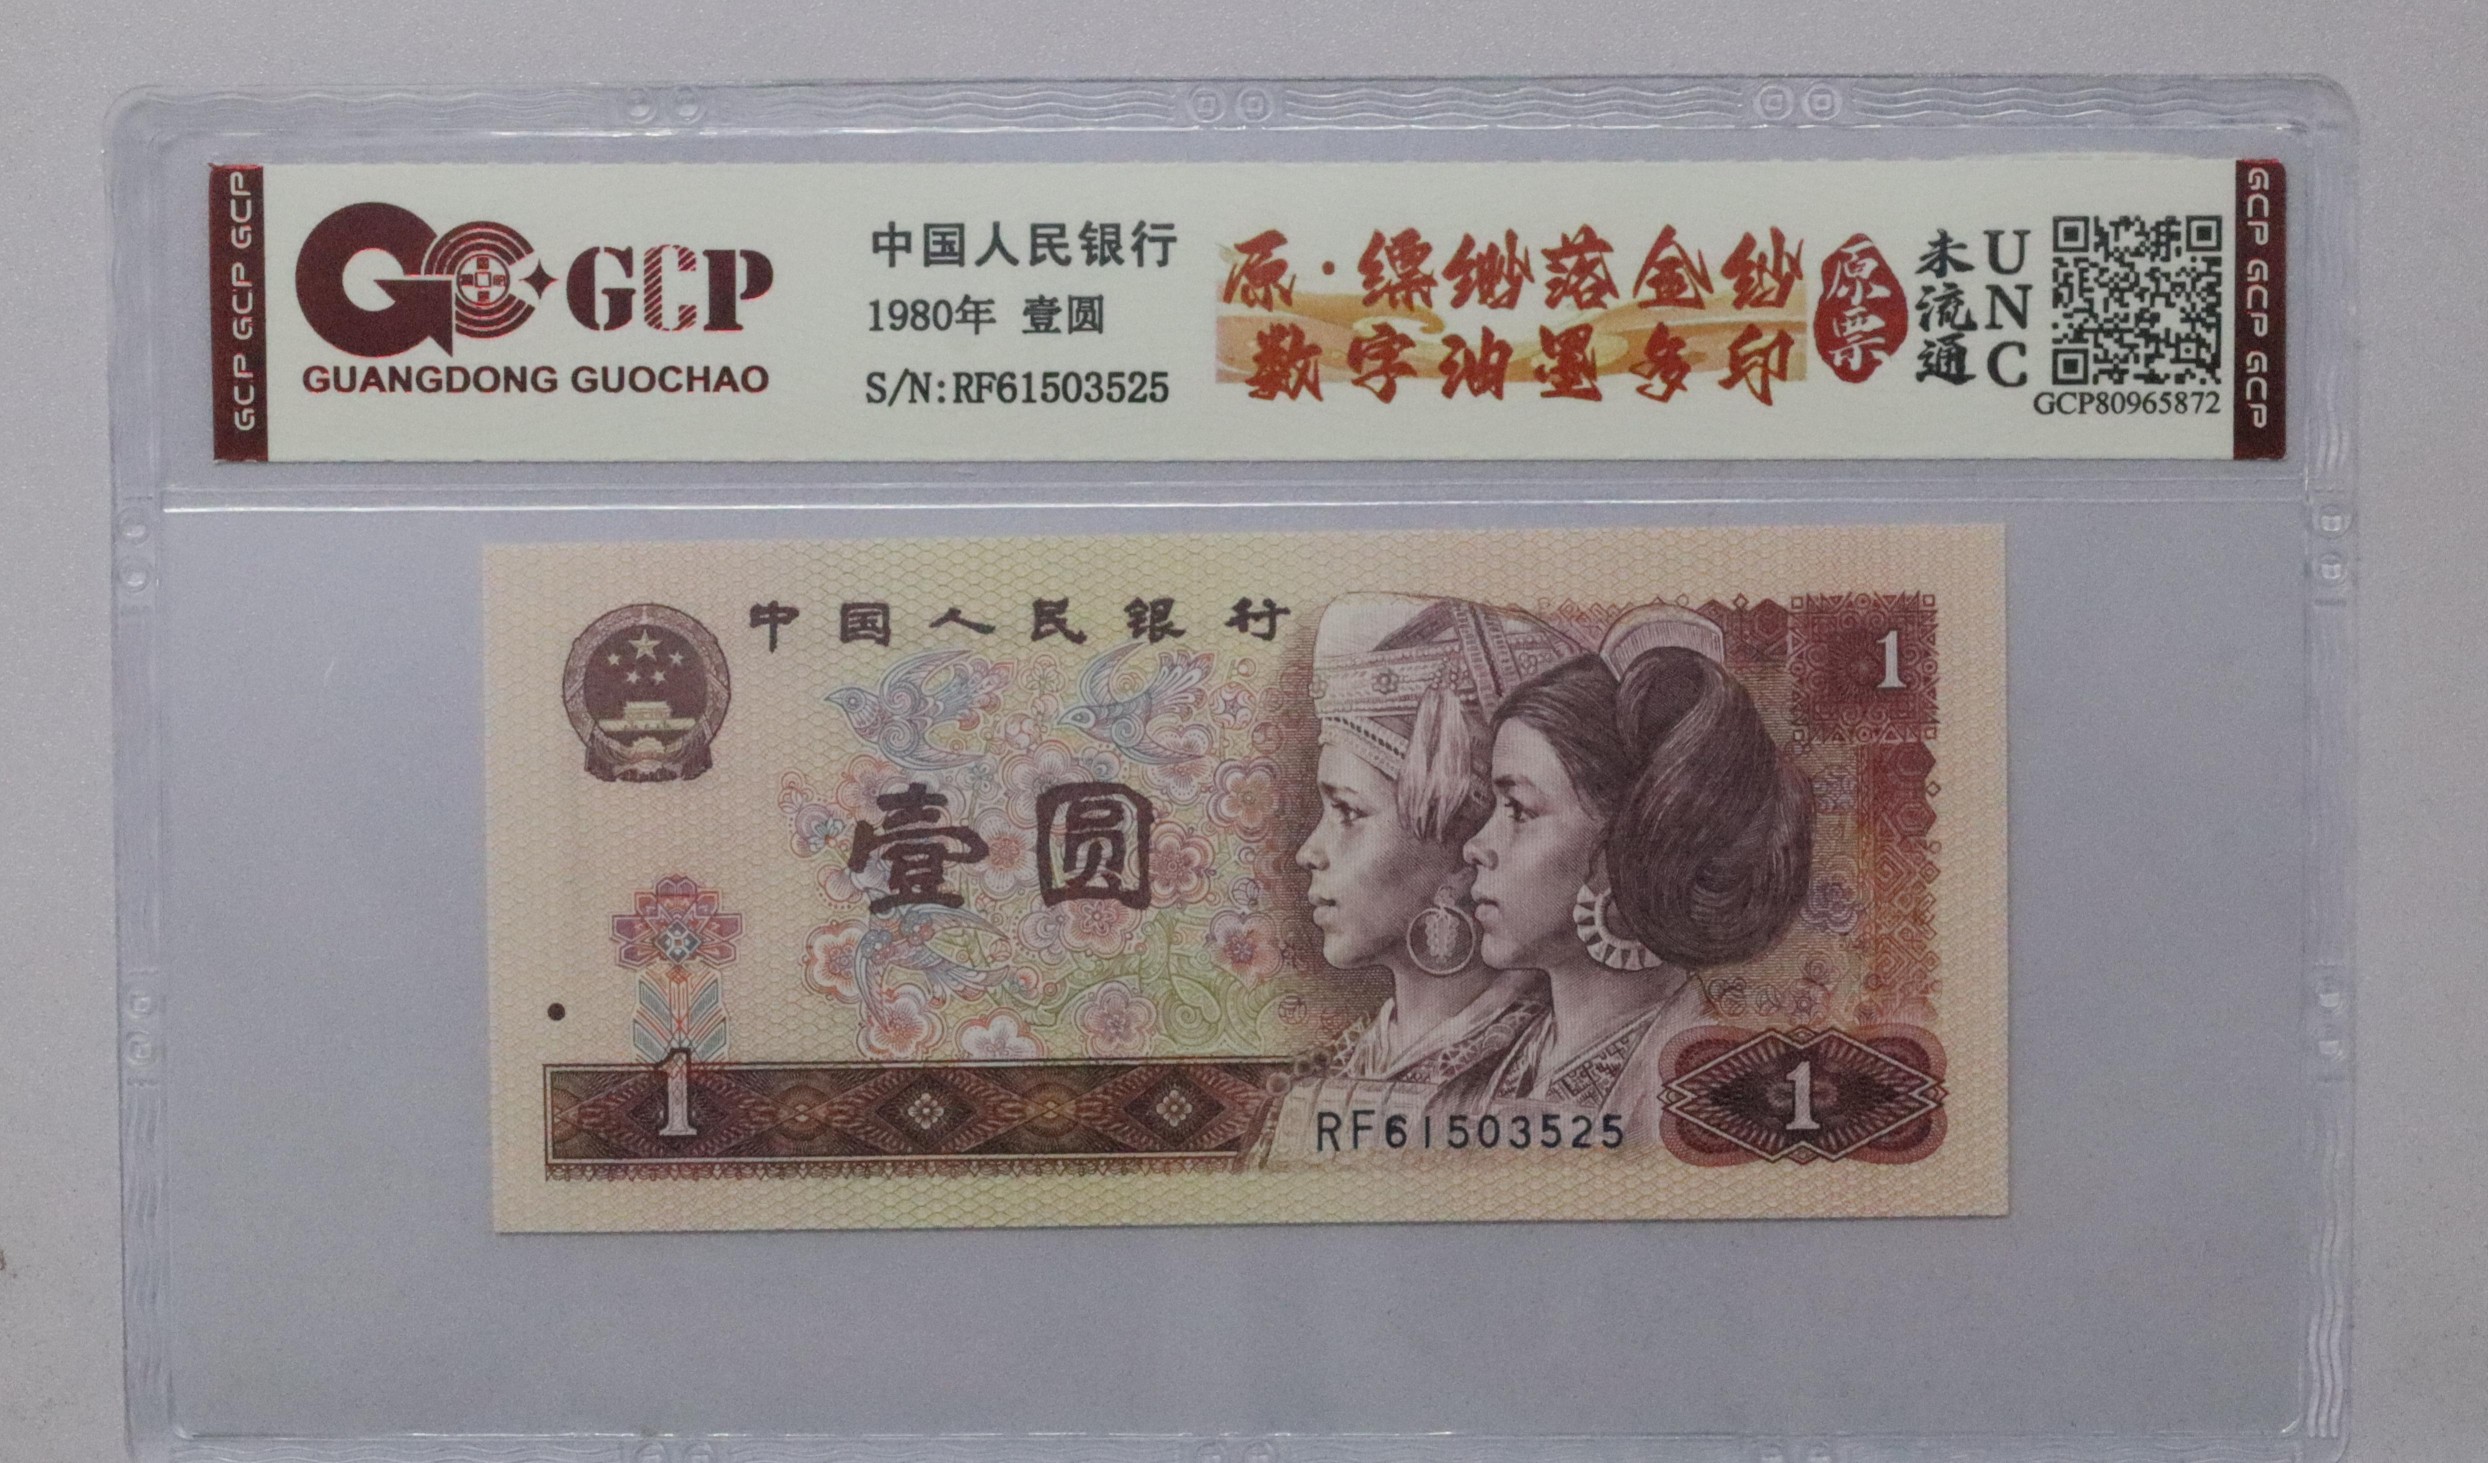 GCP GCP GCP
GCP
GUANGDONG GUOCHAO
中国人民银行
1980年 壹圆
S/N:RF61503525
原·缥缈落金纱
数字油墨多印
原票
未流通
UNC
GCP80965872
GCP GCP GCP
中国人民银行
1
壹圆
1
RF61503525
1